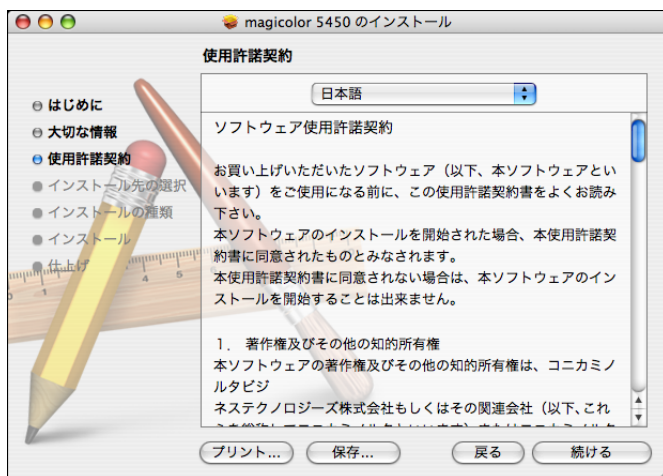 magicolor 5450 のインストール
使用許諾契約
はじめに
大切な情報
使用許諾契約
インストール先の選択
インストールの種類
インストール
仕上げ
日本語
ソフトウェア使用許諾契約
お買い上げいただいたソフトウェア（以下、本ソフトウェアとい
います）をご使用になる前に、この使用許諾契約書をよくお読み
下さい。
本ソフトウェアのインストールを開始された場合、本使用許諾契
約書に同意されたものとみなされます。
本使用許諾契約書に同意されない場合は、本ソフトウェアのイン
ストールを開始することは出来ません。
１． 著作権及びその他の知的所有権
本ソフトウェアの著作権及びその他の知的所有権は、コニカミノ
ルタビジ
ネステクノロジーズ株式会社もしくはその関連会社（以下、これ
プリント...
保存...
戻る
続ける